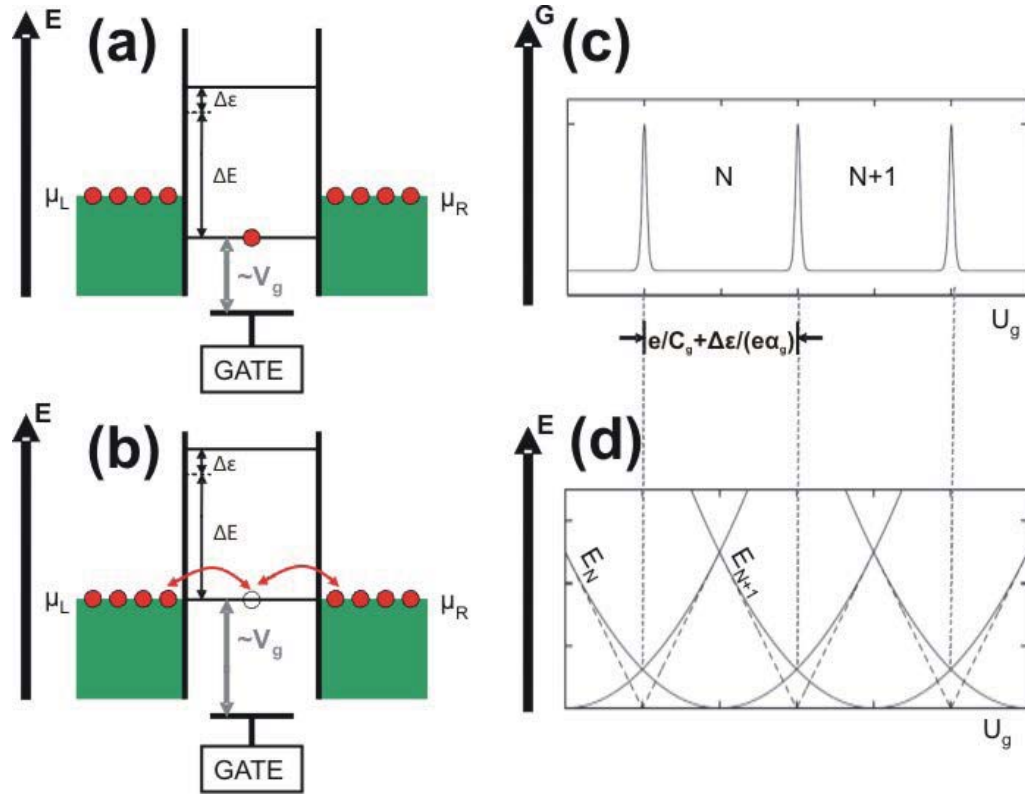 E
(a)
Δε
ΔE
μL
μR
~Vg
GATE
E
(b)
Δε
ΔE
μL
μR
~Vg
GATE
G
(c)
N
N+1
Ug
e/Cg+Δε/(eαg)
E
(d)
EN
EN+1
Ug